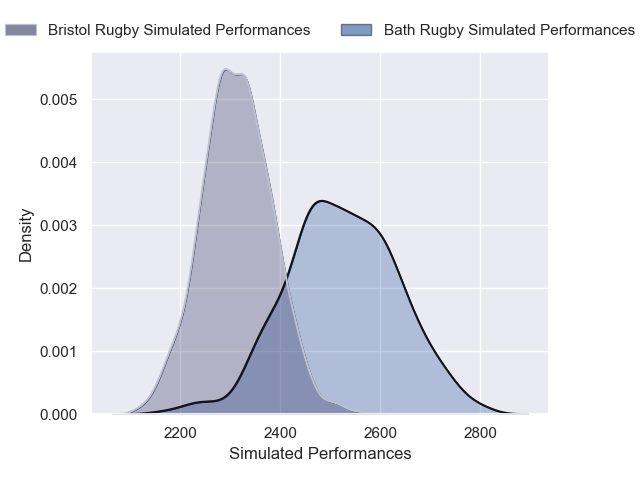 Bristol Rugby Simulated Performances
Bath Rugby Simulated Performances
0.005
0.004
0.003
0.002
0.001
0.000
Density
2200
2400
2600
2800
Simulated Performances